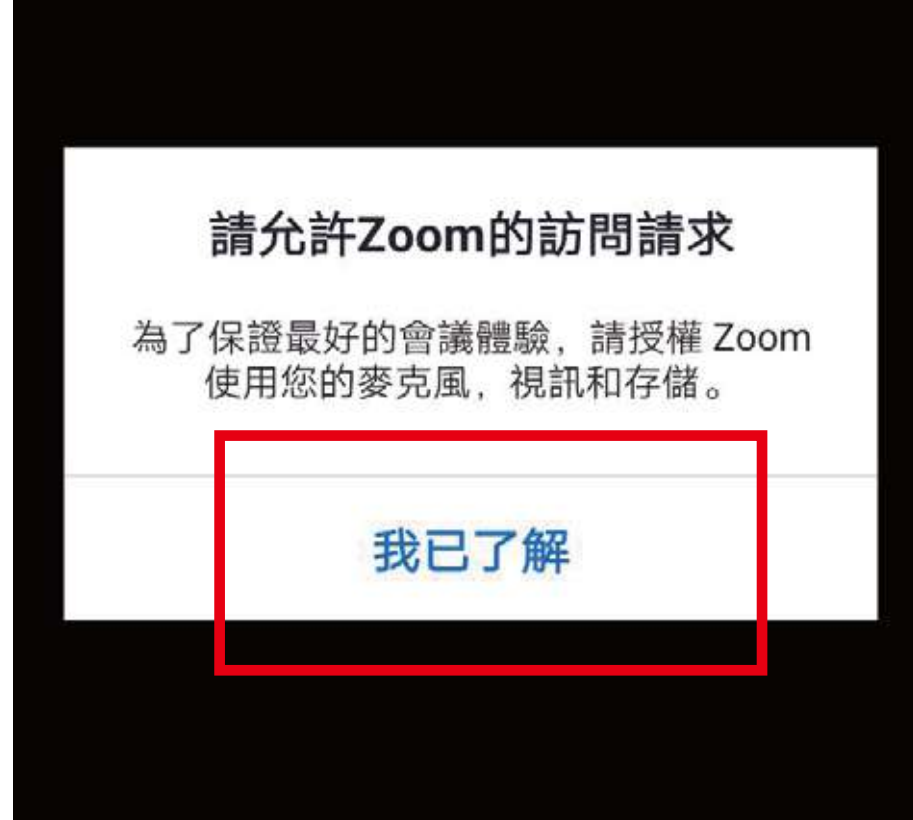 請允許Zoom的訪問請求
為了保證最好的會議體驗，請授權 Zoom
使用您的麥克風，視訊和存儲。
我已了解